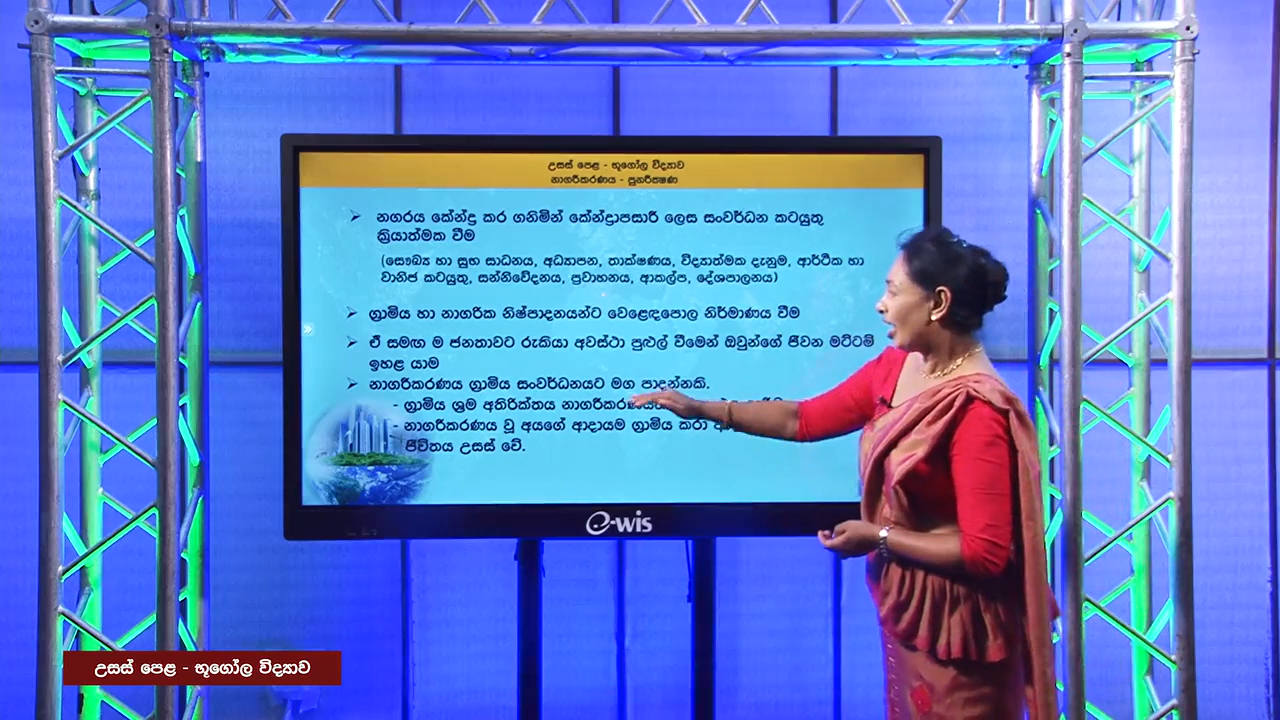 උසස් පෙළ - භූගෝල විද්‍යාව
නාගරීකරණය - පුනරීක්ෂණ
➢ නගරය කේන්ද්‍ර කර ගනිමින් කේන්ද්‍රාපසාරී ලෙස සංවර්ධන කටයුතු
ක්‍රියාත්මක වීම
(සෞඛ්‍ය හා සුභ සාධනය, අධ්‍යාපන, තාක්ෂණය, විද්‍යාත්මක දැනුම, ආර්ථික හා
වාණිජ කටයුතු, සන්නිවේදනය, ප්‍රවාහනය, ආකල්ප, දේශපාලනය)
➢ ග්‍රාමීය හා නාගරික නිෂ්පාදනයන්ට වෙළෙඳපොල නිර්මාණය වීම
➢ ඒ සමඟ ම ජනතාවට රුකියා අවස්ථා පුළුල් වීමෙන් ඔවුන්ගේ ජීවන මට්ටම්
ඉහළ යාම
➢ නාගරීකරණය ග්‍රාමීය සංවර්ධනයට මග පාදන්නකි.
- ග්‍රාමීය ශ්‍රම අතිරික්තය
- නාගරීකරණය වූ අයගේ ආදායම ග්‍රාමීය කරා
ජීවිතය උසස් වේ.
e-wis
උසස් පෙළ - භූගෝල විද්‍යාව